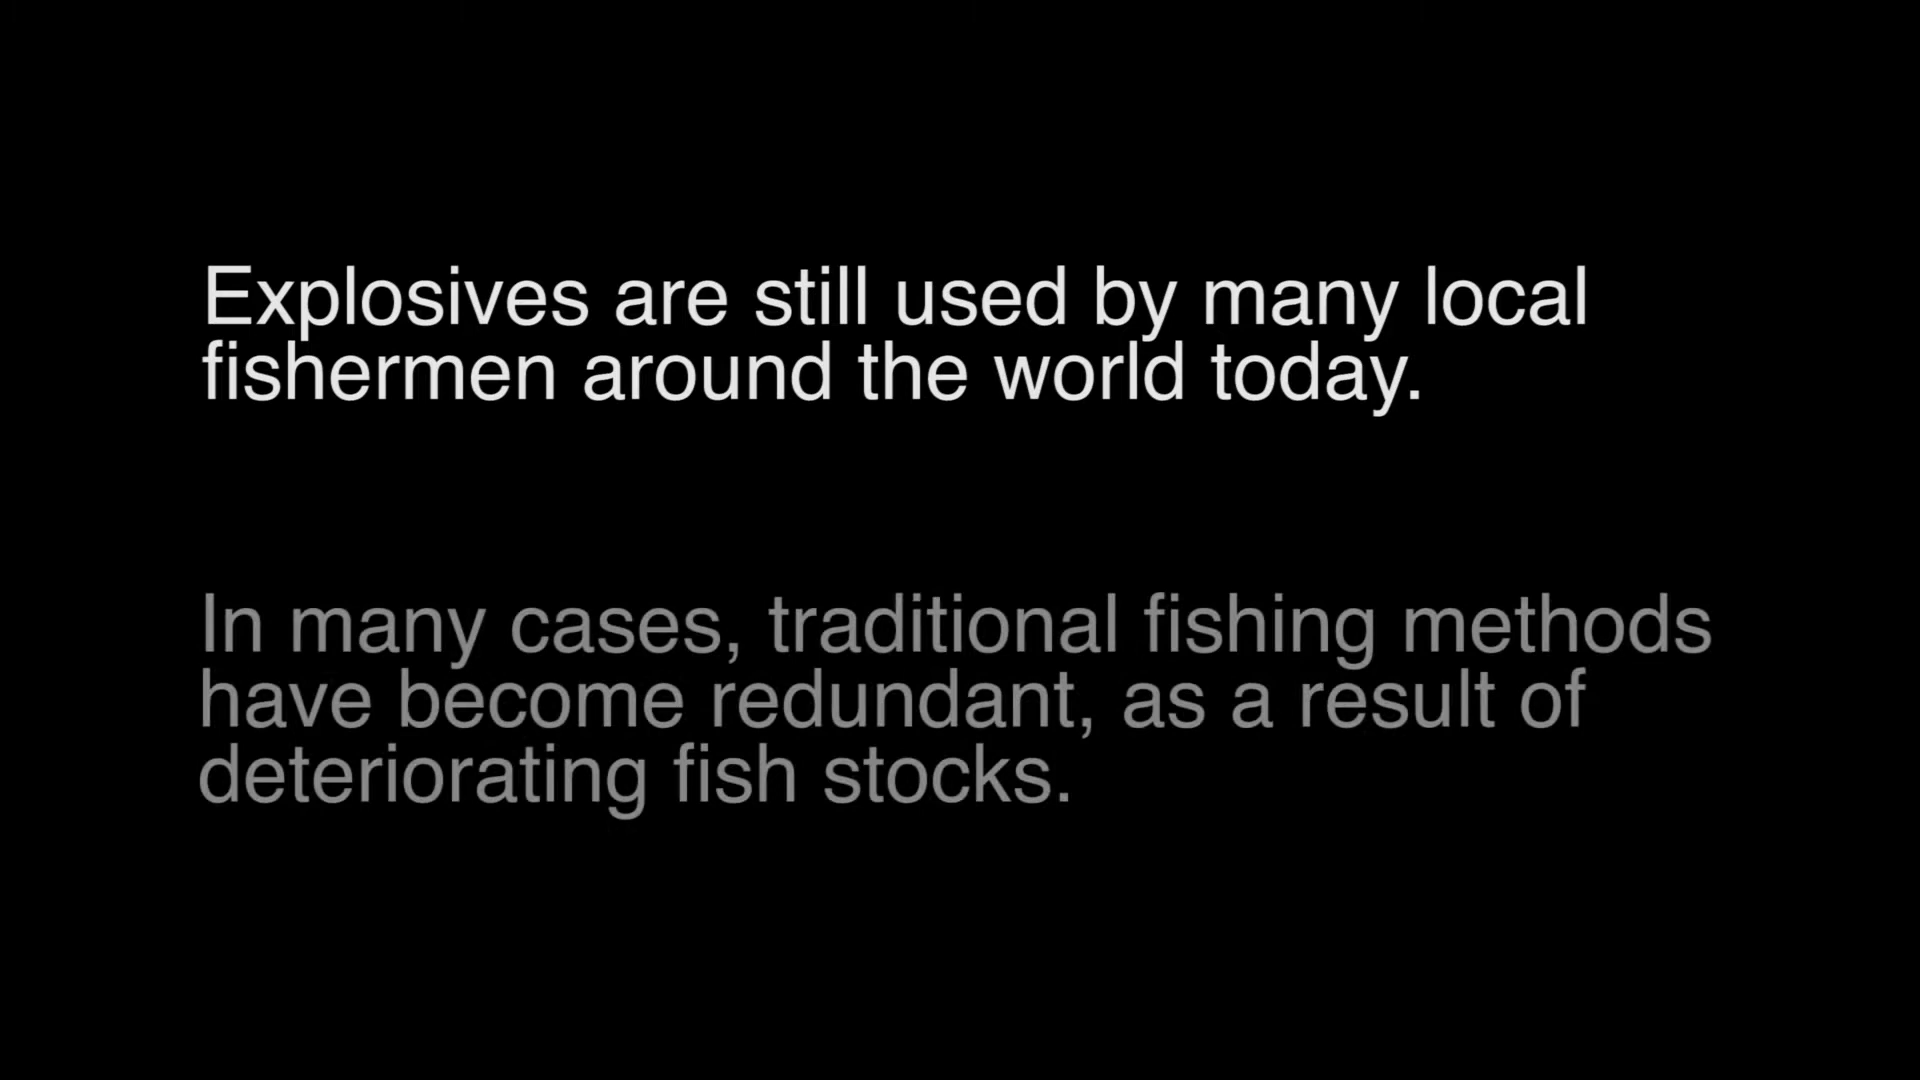 Explosives are still used by many local
fishermen around the world today.
In many cases, traditional fishing methods
have become redundant, as a result of
deteriorating fish stocks.